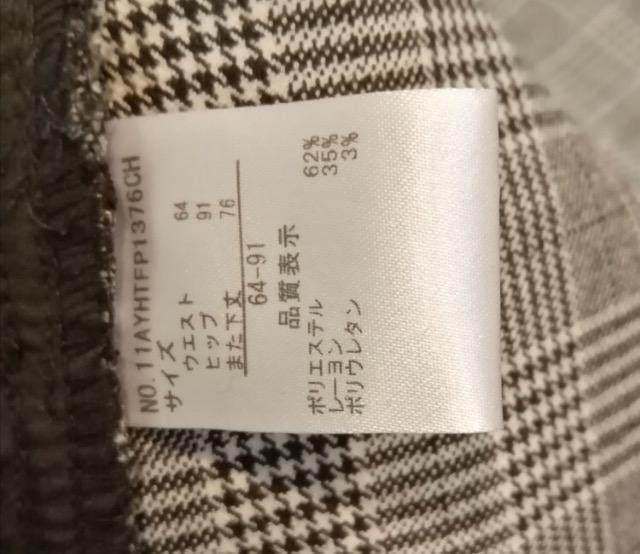 NO.11AYHTFP1376CH
サイズ
ウエスト 64
ヒップ 91
また下丈 76
64-91
品質表示
ポリエステル 62%
レーヨン 35%
ポリウレタン 3%